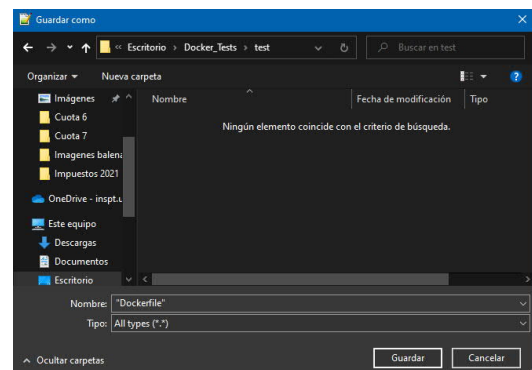 Guardar como
« Escritorio › Docker_Tests › test
Buscar en test
Organizar
Nueva carpeta
Imágenes
Cuota 6
Cuota 7
Imagenes balena
Impuestos 2021
OneDrive - inspt.u
Este equipo
Descargas
Documentos
Escritorio
Nombre
Fecha de modificación
Tipo
Ningún elemento coincide con el criterio de búsqueda.
Nombre: "Dockerfile"
Tipo: All types (*.*)
Ocultar carpetas
Guardar
Cancelar